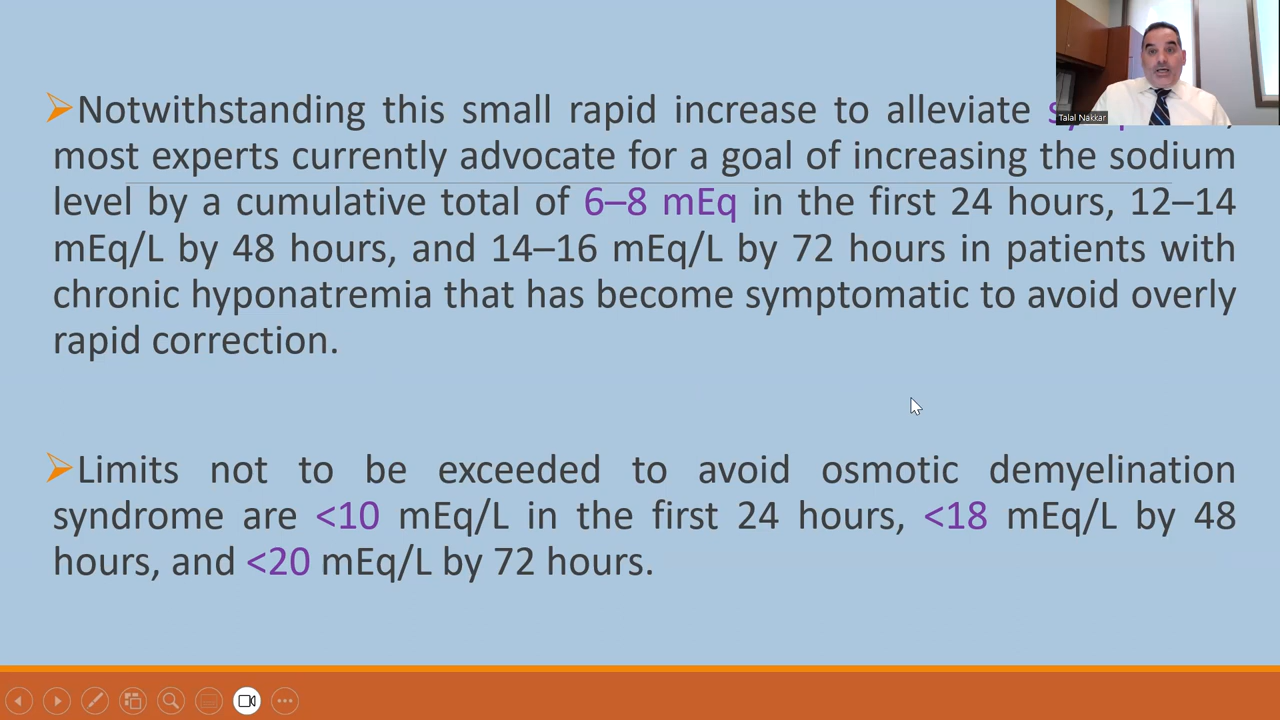 Notwithstanding this small rapid increase to alleviate
most experts currently advocate for a goal of increasing the sodium
level by a cumulative total of 6–8 mEq in the first 24 hours, 12–14
mEq/L by 48 hours, and 14–16 mEq/L by 72 hours in patients with
chronic hyponatremia that has become symptomatic to avoid overly
rapid correction.
Limits not to be exceeded to avoid osmotic demyelination
syndrome are <10 mEq/L in the first 24 hours, <18 mEq/L by 48
hours, and <20 mEq/L by 72 hours.
Talal Nakkar